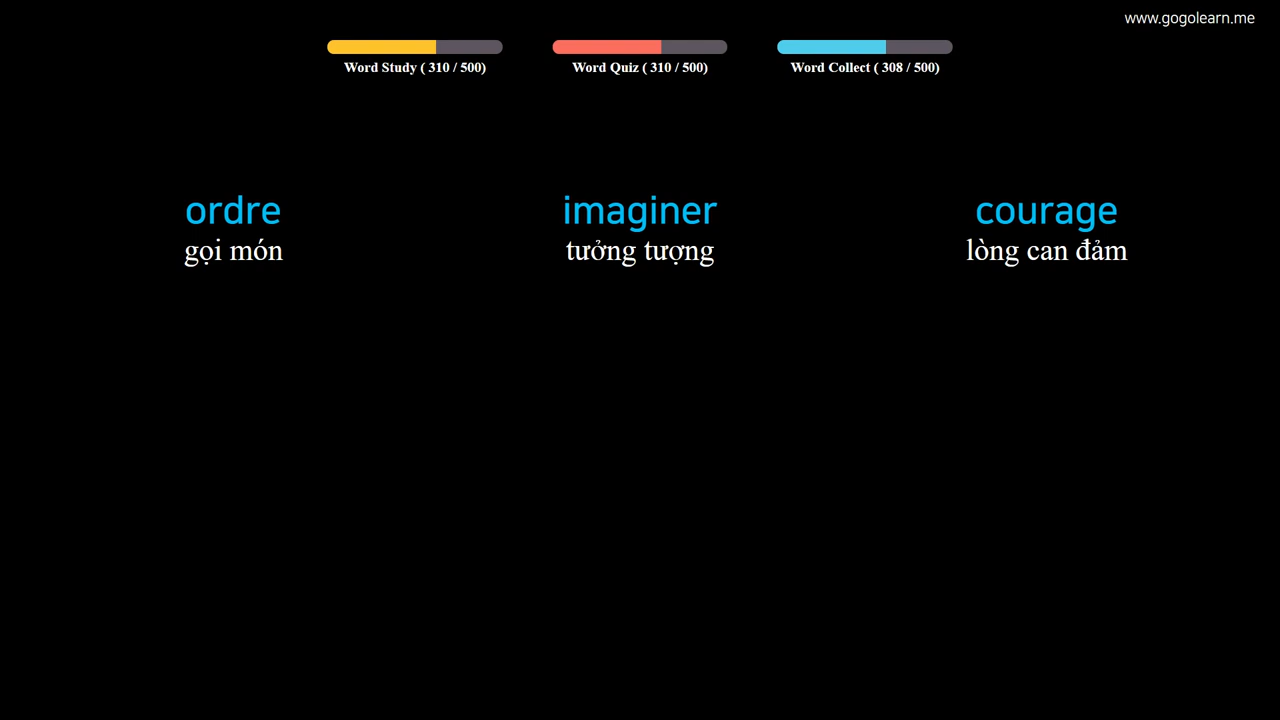 www.gogolearn.me
Word Study ( 310 / 500)
Word Quiz ( 310 / 500)
Word Collect ( 308 / 500)
ordre
gọi món
imaginer
tưởng tượng
courage
lòng can đảm